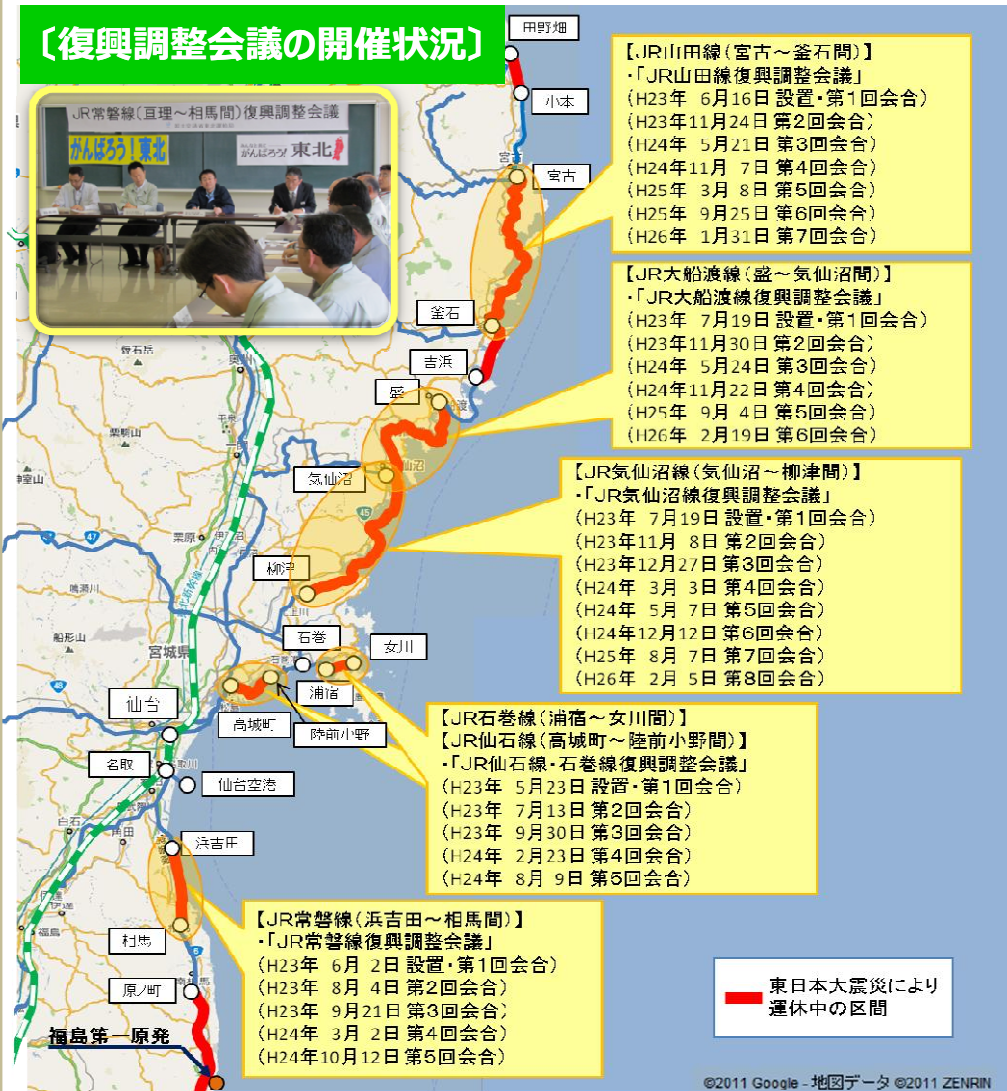 〔復興調整会議の開催状況〕
JR常磐線(亘理～相馬間)復興調整会議
がんばろう！東北
がんばろう! 東北
田野畑
小本
宮古
宮古
釜石
吉浜
盛
気仙沼
柳津
石巻
女川
浦宿
高城町
陸前小野
宮城県
仙台
名取
仙台空港
浜吉田
相馬
原ノ町
福島第一原発
栗駒山
栗原
鳴瀬川
船形山
白石
角田
伊達
福島
45
47
48
6
【JR山田線(宮古～釜石間)】
・「JR山田線復興調整会議」
(H23年 6月16日 設置・第1回会合)
(H23年11月24日 第2回会合)
(H24年 5月21日 第3回会合)
(H24年11月 7日 第4回会合)
(H25年 3月 8日 第5回会合)
(H25年 9月25日 第6回会合)
(H26年 1月31日 第7回会合)
【JR大船渡線(盛～気仙沼間)】
・「JR大船渡線復興調整会議」
(H23年 7月19日 設置・第1回会合)
(H23年11月30日 第2回会合)
(H24年 5月24日 第3回会合)
(H24年11月22日 第4回会合)
(H25年 9月 4日 第5回会合)
(H26年 2月19日 第6回会合)
【JR気仙沼線(気仙沼～柳津間)】
・「JR気仙沼線復興調整会議」
(H23年 7月19日 設置・第1回会合)
(H23年11月 8日 第2回会合)
(H23年12月27日 第3回会合)
(H24年 3月 3日 第4回会合)
(H24年 5月 7日 第5回会合)
(H24年12月12日 第6回会合)
(H25年 8月 7日 第7回会合)
(H26年 2月 5日 第8回会合)
【JR石巻線(浦宿～女川間)】
【JR仙石線(高城町～陸前小野間)】
・「JR仙石線・石巻線復興調整会議」
(H23年 5月23日 設置・第1回会合)
(H23年 7月13日 第2回会合)
(H23年 9月30日 第3回会合)
(H24年 2月23日 第4回会合)
(H24年 8月 9日 第5回会合)
【JR常磐線(浜吉田～相馬間)】
・「JR常磐線復興調整会議」
(H23年 6月 2日 設置・第1回会合)
(H23年 8月 4日 第2回会合)
(H23年 9月21日 第3回会合)
(H24年 3月 2日 第4回会合)
(H24年10月12日 第5回会合)
東日本大震災により
運休中の区間
©2011 Google - 地図データ ©2011 ZENRIN